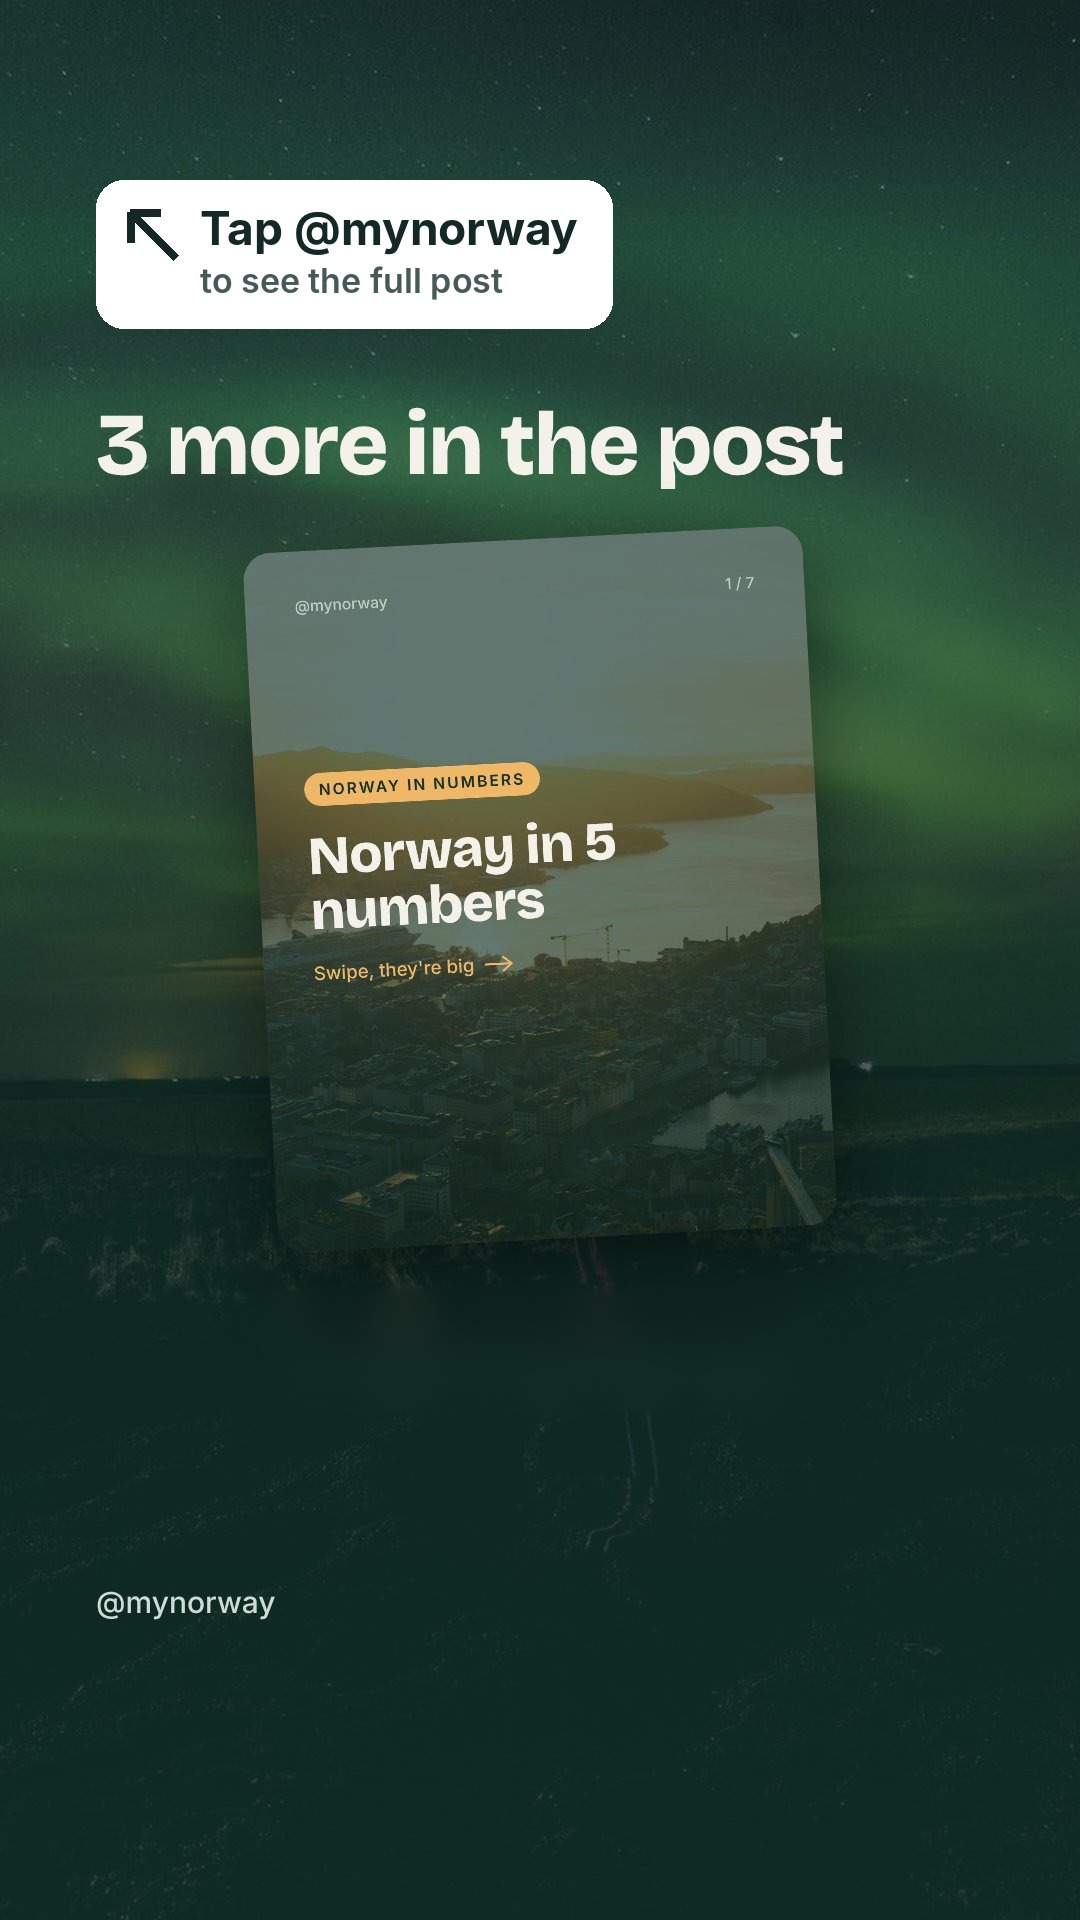 Tap @mynorway
to see the full post
3 more in the post
@mynorway
1 / 7
NORWAY IN NUMBERS
Norway in 5
numbers
Swipe, they're big
@mynorway